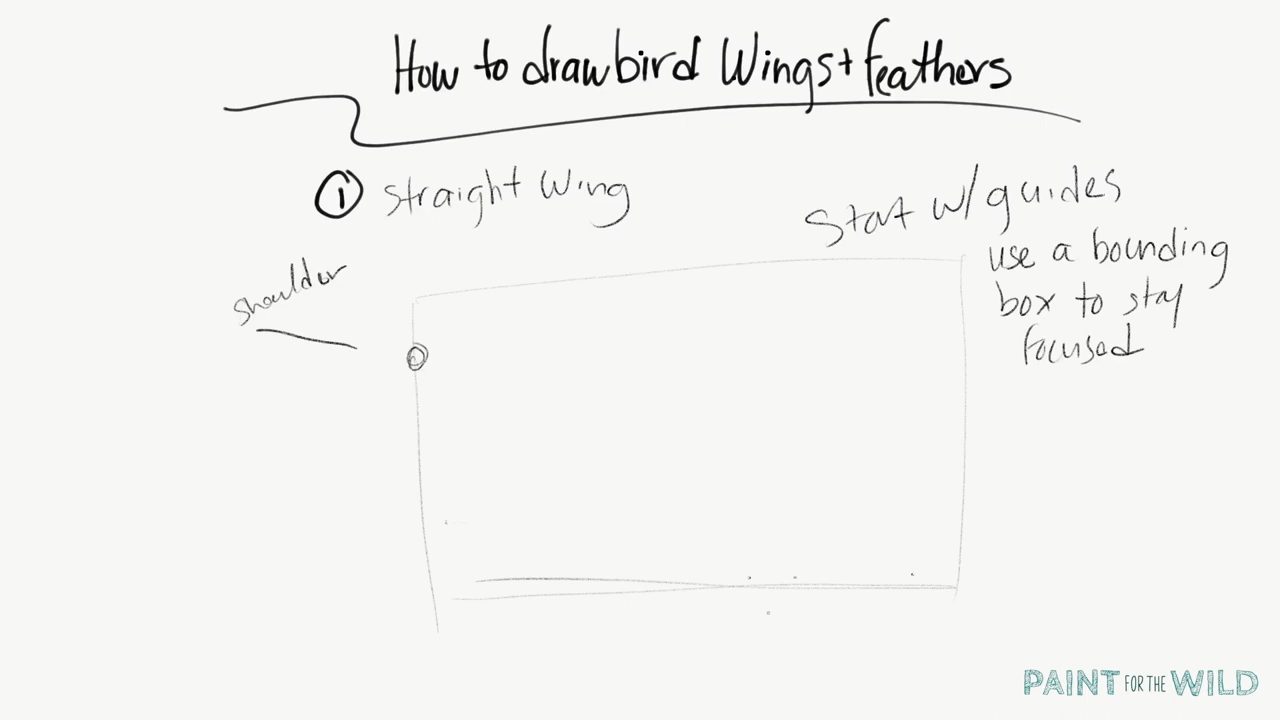 How to draw bird Wings + feathers
① Straight Wing
Start w/ guides
use a bounding
box to stay
focused
shoulder
PAINT FOR THE WILD